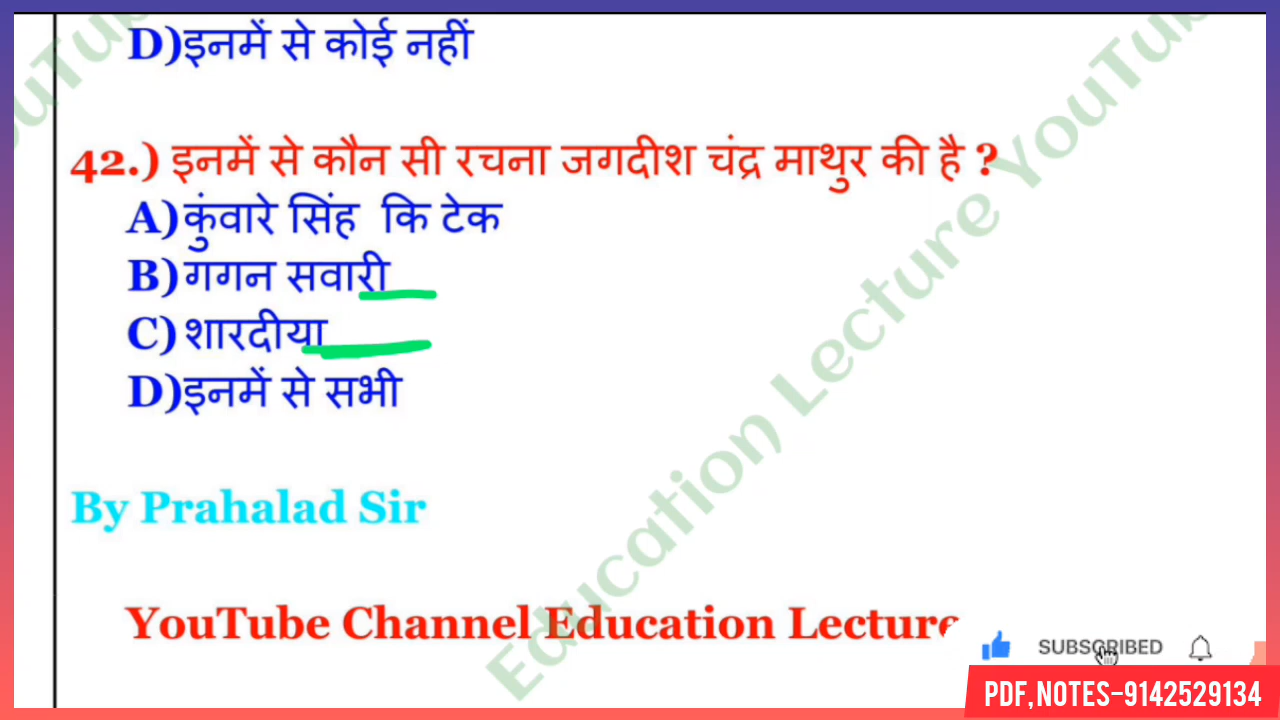 D)इनमें से कोई नहीं
42.) इनमें से कौन सी रचना जगदीश चंद्र माथुर की है ?
A)कुंवारे सिंह कि टेक
B)गगन सवारी
C)शारदीया
D)इनमें से सभी
By Prahalad Sir
YouTube Channel Education Lecture
Education Lecture YouTube
YouTube
SUBSCRIBED
PDF,NOTES-9142529134